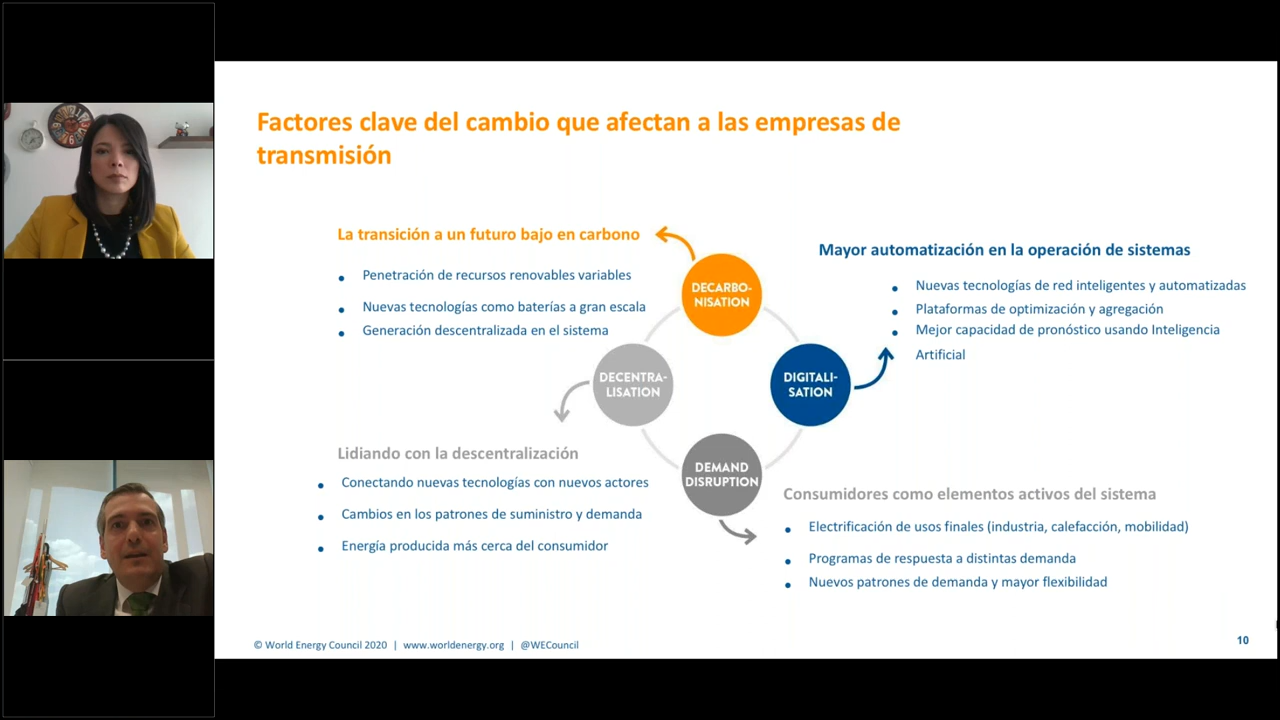 Factores clave del cambio que afectan a las empresas de
transmisión
La transición a un futuro bajo en carbono
Penetración de recursos renovables variables
Nuevas tecnologías como baterías a gran escala
Generación descentralizada en el sistema
DECARBO-
NISATION
Mayor automatización en la operación de sistemas
Nuevas tecnologías de red inteligentes y automatizadas
Plataformas de optimización y agregación
Mejor capacidad de pronóstico usando Inteligencia
Artificial
DECENTRA-
LISATION
DIGITALI-
SATION
Lidiando con la descentralización
Conectando nuevas tecnologías con nuevos actores
Cambios en los patrones de suministro y demanda
Energía producida más cerca del consumidor
DEMAND
DISRUPTION
Consumidores como elementos activos del sistema
Electrificación de usos finales (industria, calefacción, mobilidad)
Programas de respuesta a distintas demanda
Nuevos patrones de demanda y mayor flexibilidad
© World Energy Council 2020 | www.worldenergy.org | @WECouncil
10